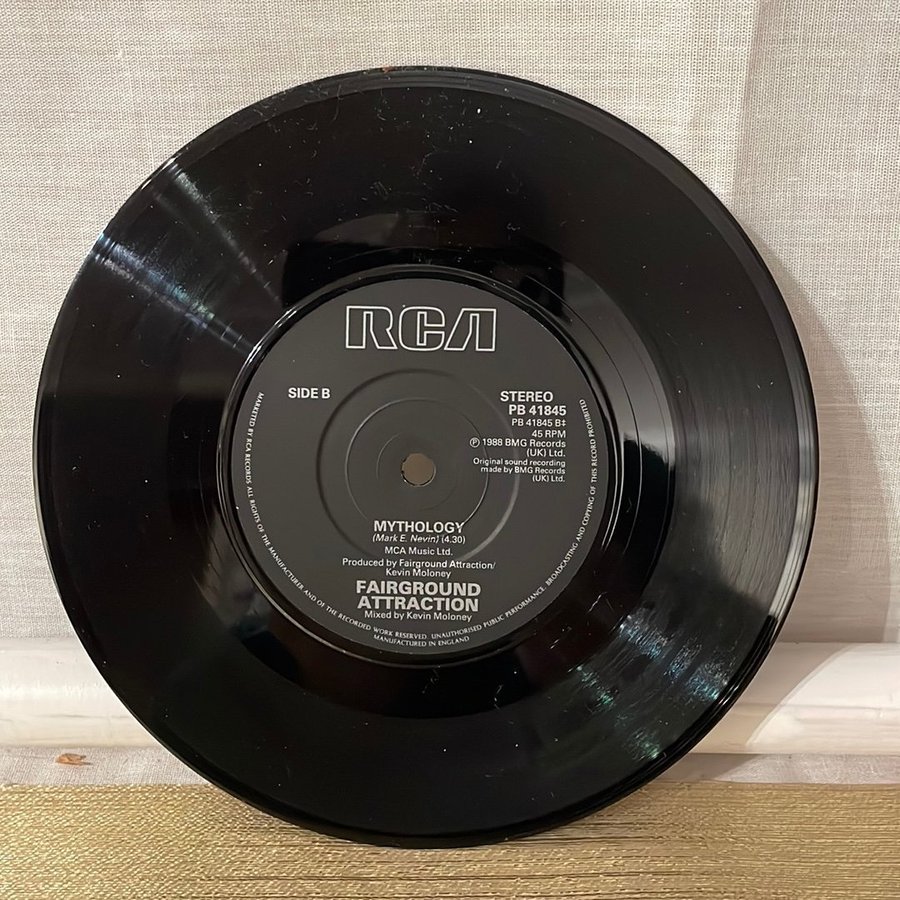 RCA
SIDE B
STEREO
PB 41845
PB 41845 B‡
45 RPM
℗ 1988 BMG Records
(UK) Ltd.
Original sound recording
made by BMG Records
(UK) Ltd.
MYTHOLOGY
(Mark E. Nevin) (4.30)
MCA Music Ltd.
Produced by Fairground Attraction/
Kevin Moloney
FAIRGROUND
ATTRACTION
Mixed by Kevin Moloney
MARKETED BY RCA RECORDS. ALL RIGHTS OF THE MANUFACTURER AND OF THE RECORDED WORK RESERVED. UNAUTHORISED PUBLIC PERFORMANCE, BROADCASTING AND COPYING OF THIS RECORD PROHIBITED.
MANUFACTURED IN ENGLAND